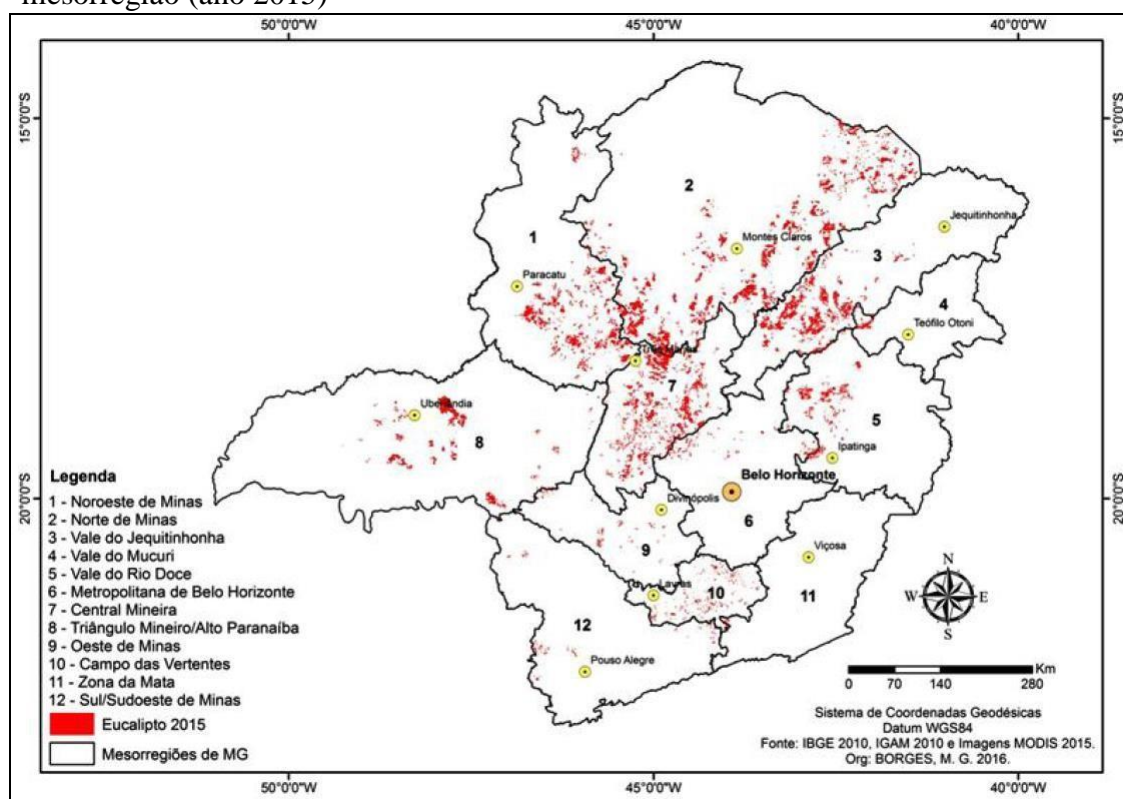 mesorregião (ano 2015)
50°0'0"W 45°0'0"W 40°0'0"W
15°0'0"S 15°0'0"S
2
Jequitinhonha
1
Montes Claros
3
Paracatu
4
Teófilo Otoni
7
Uberlândia
5
8
Ipatinga
Legenda
Belo Horizonte
1 - Noroeste de Minas
20°0'0"S 20°0'0"S
Divinópolis
2 - Norte de Minas
6
3 - Vale do Jequitinhonha
4 - Vale do Mucuri
9
Viçosa
5 - Vale do Rio Doce
N
6 - Metropolitana de Belo Horizonte
Lavras
10
11
W E
7 - Central Mineira
S
8 - Triângulo Mineiro/Alto Paranaíba
12
9 - Oeste de Minas
10 - Campo das Vertentes
Pouso Alegre
Km
11 - Zona da Mata
0 70 140 280
12 - Sul/Sudoeste de Minas
Sistema de Coordenadas Geodésicas
Eucalipto 2015
Datum WGS84
Fonte: IBGE 2010, IGAM 2010 e Imagens MODIS 2015.
Mesorregiões de MG
Org: BORGES, M. G. 2016.
50°0'0"W 45°0'0"W 40°0'0"W